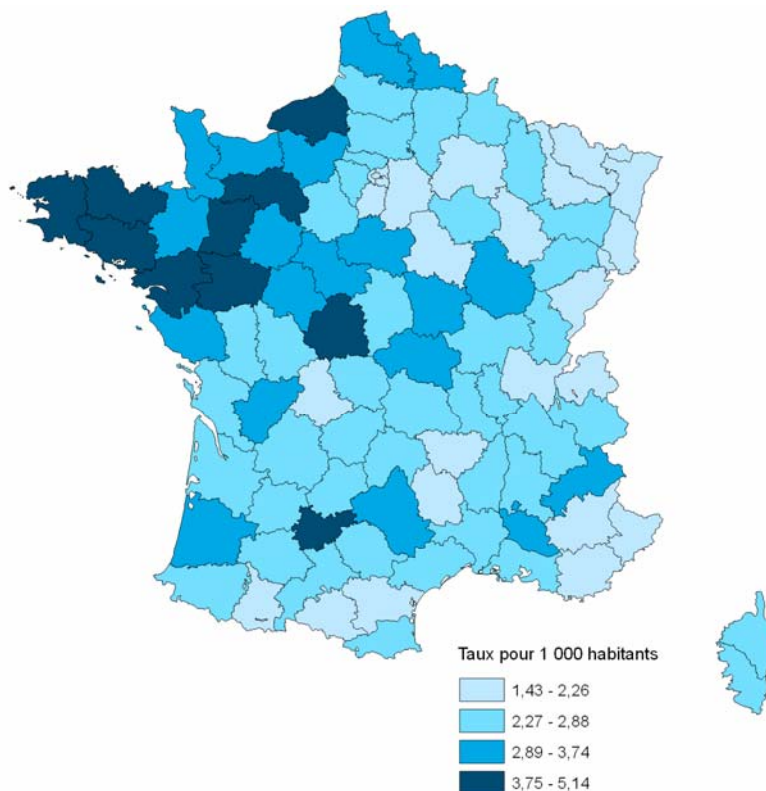 Taux pour 1 000 habitants
1,43 - 2,26
2,27 - 2,88
2,89 - 3,74
3,75 - 5,14